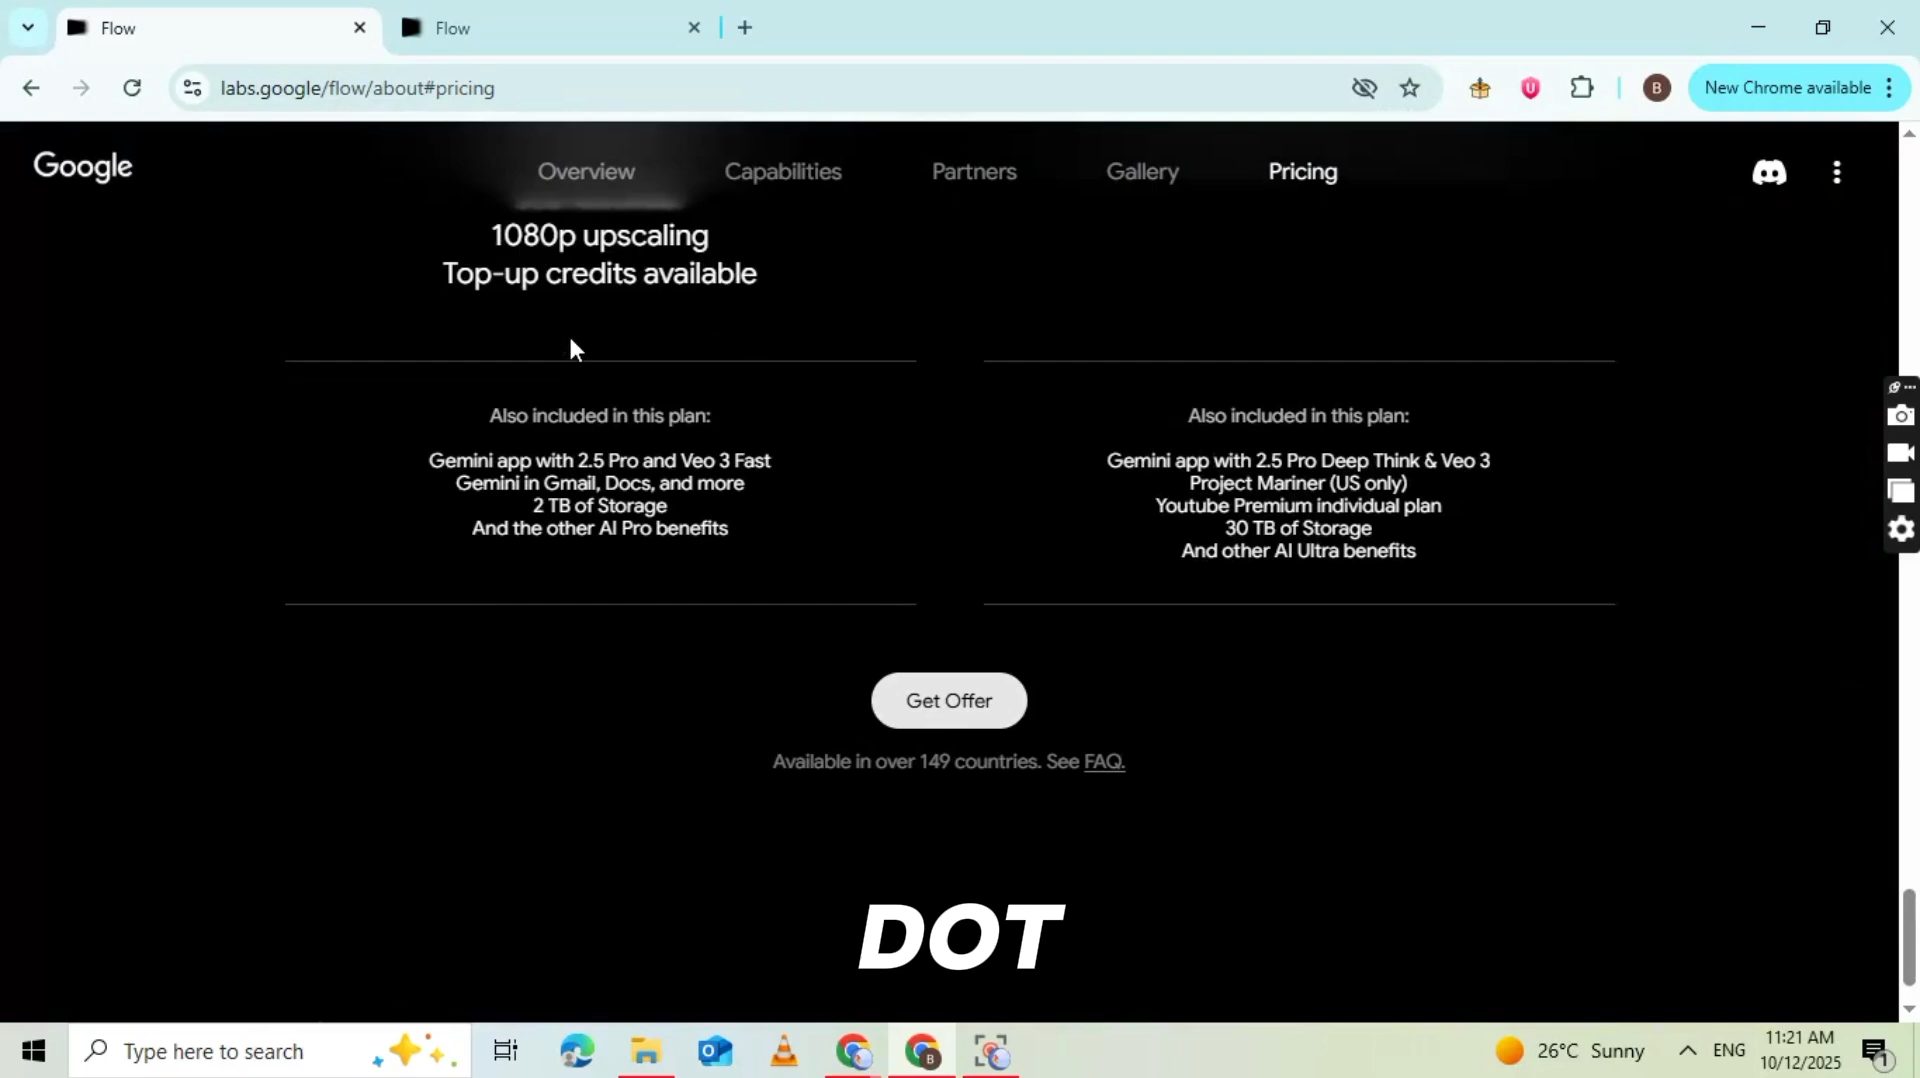 Flow
Flow
labs.google/flow/about#pricing
B
New Chrome available
Google
Overview
Capabilities
Partners
Gallery
Pricing
1080p upscaling
Top-up credits available
Also included in this plan:
Gemini app with 2.5 Pro and Veo 3 Fast
Gemini in Gmail, Docs, and more
2 TB of Storage
And the other AI Pro benefits
Also included in this plan:
Gemini app with 2.5 Pro Deep Think & Veo 3
Project Mariner (US only)
Youtube Premium individual plan
30 TB of Storage
And other AI Ultra benefits
Get Offer
Available in over 149 countries. See FAQ.
DOT
Type here to search
26°C Sunny
ENG
11:21 AM
10/12/2025
1